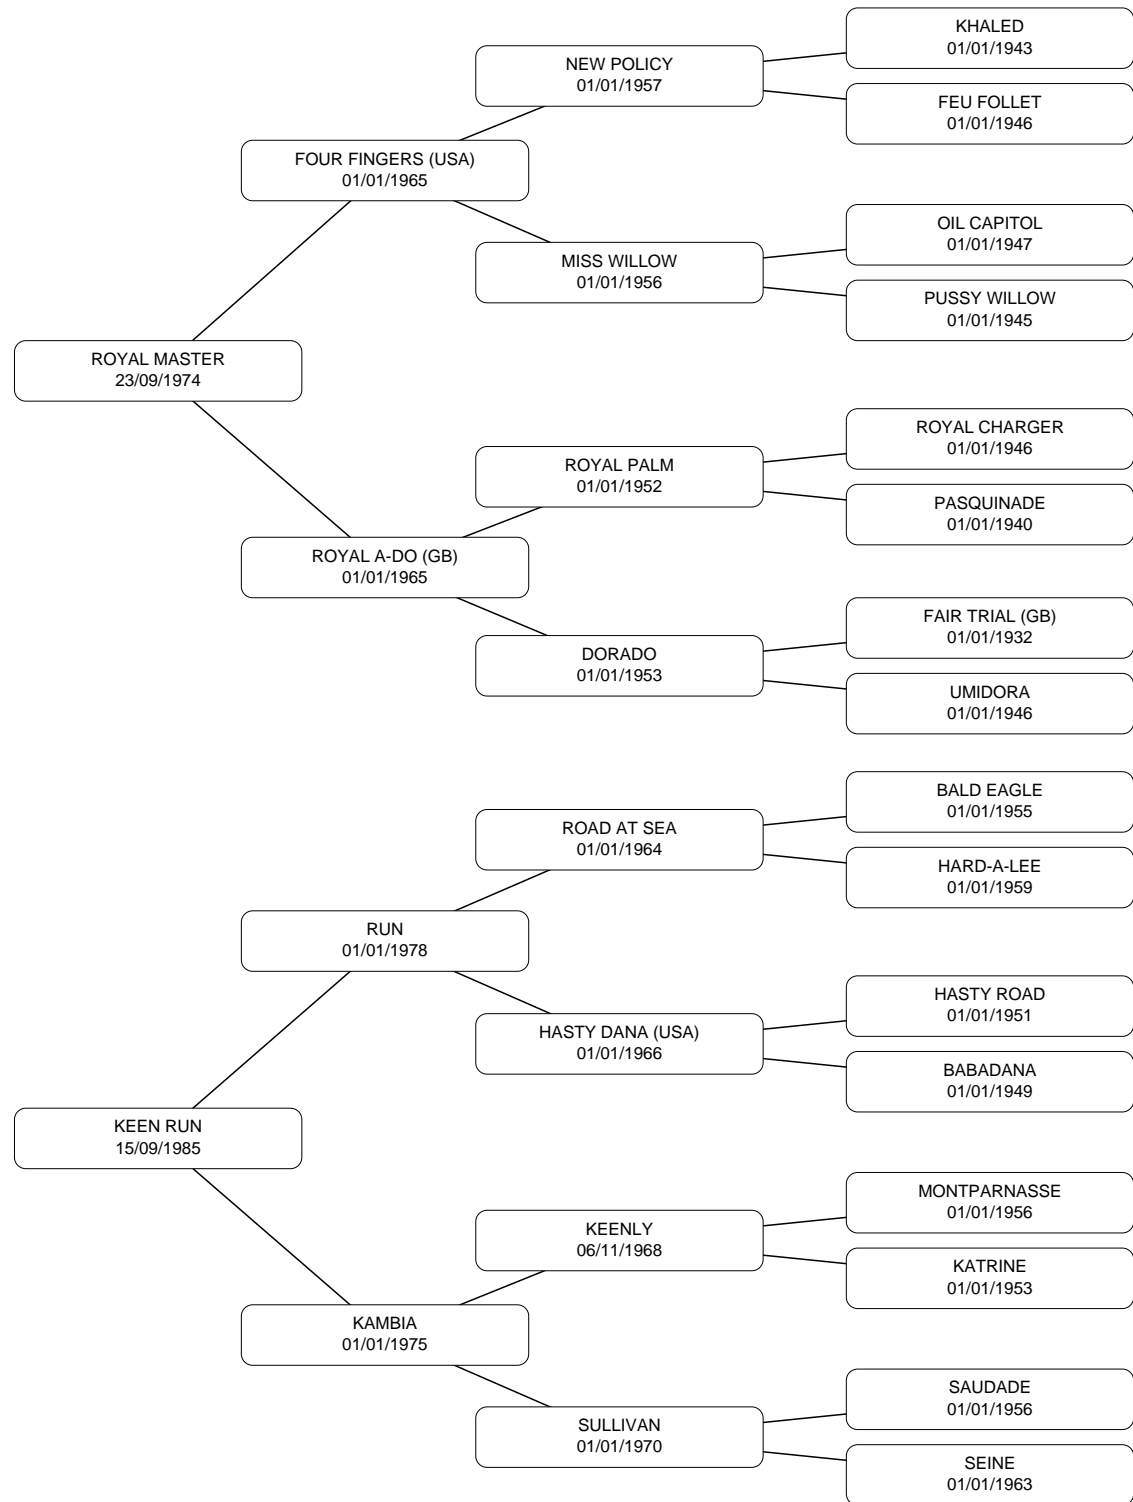 KHALED
01/01/1943
NEW POLICY
01/01/1957
FEU FOLLET
01/01/1946
FOUR FINGERS (USA)
01/01/1965
OIL CAPITOL
01/01/1947
MISS WILLOW
01/01/1956
PUSSY WILLOW
01/01/1945
ROYAL MASTER
23/09/1974
ROYAL CHARGER
01/01/1946
ROYAL PALM
01/01/1952
PASQUINADE
01/01/1940
ROYAL A-DO (GB)
01/01/1965
FAIR TRIAL (GB)
01/01/1932
DORADO
01/01/1953
UMIDORA
01/01/1946
BALD EAGLE
01/01/1955
ROAD AT SEA
01/01/1964
HARD-A-LEE
01/01/1959
RUN
01/01/1978
HASTY ROAD
01/01/1951
HASTY DANA (USA)
01/01/1966
BABADANA
01/01/1949
KEEN RUN
15/09/1985
MONTPARNASSE
01/01/1956
KEENLY
06/11/1968
KATRINE
01/01/1953
KAMBIA
01/01/1975
SAUDADE
01/01/1956
SULLIVAN
01/01/1970
SEINE
01/01/1963